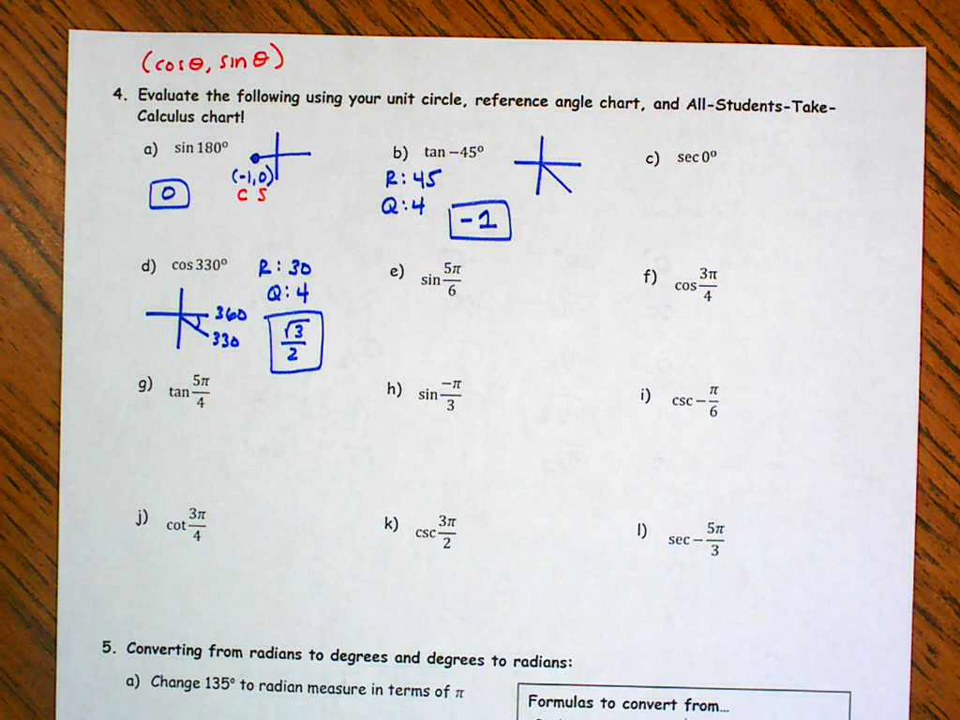 (cosθ, sinθ)
4. Evaluate the following using your unit circle, reference angle chart, and All-Students-Take-
Calculus chart!
a) sin 180°
(-1,0)
C S
0
b) tan −45°
R: 45
Q: 4
-1
c) sec 0°
d) cos 330°
R: 30
Q: 4
360
330
√3/2
e) sin 5π/6
f) cos 3π/4
g) tan 5π/4
h) sin −π/3
i) csc − π/6
j) cot 3π/4
k) csc 3π/2
l) sec − 5π/3
5. Converting from radians to degrees and degrees to radians:
a) Change 135° to radian measure in terms of π
Formulas to convert from...